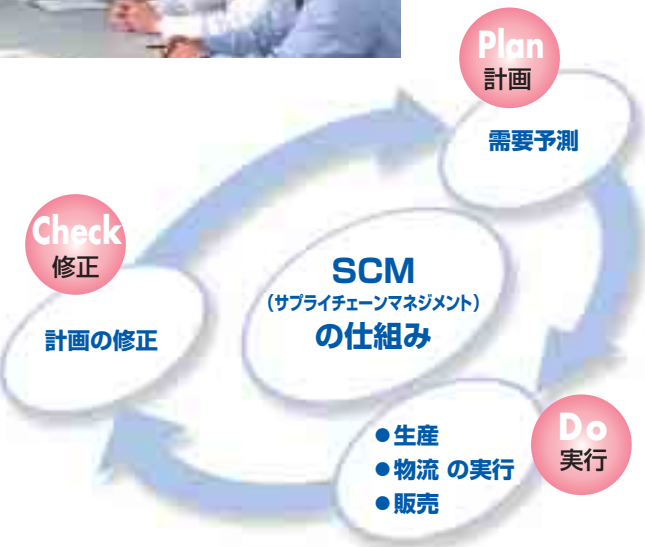 Plan
計画
需要予測
Check
修正
計画の修正
SCM
（サプライチェーンマネジメント）
の仕組み
Do
実行
●生産
●物流 の実行
●販売